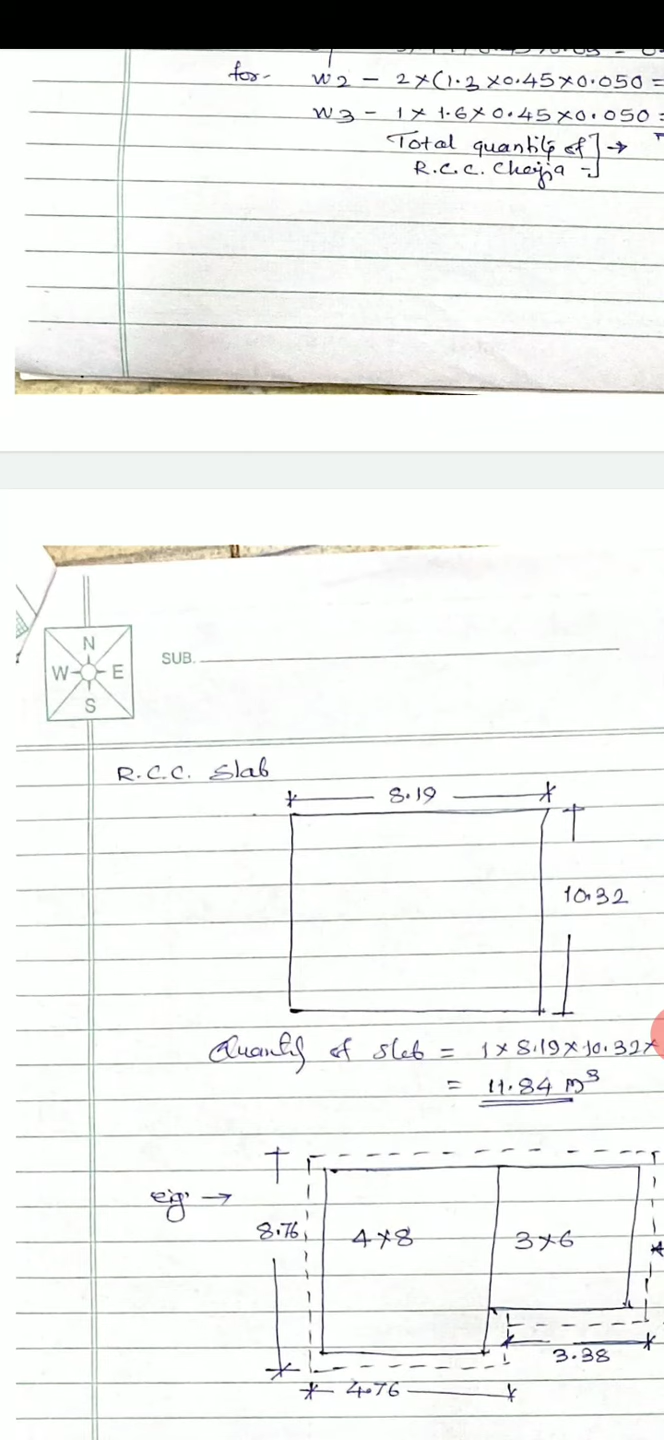 for- W2 - 2×(1.3×0.45×0.050 =
W3 - 1×1.6×0.45×0.050 =
Total quantity of] →
R.C.C. Chajja =]
N
W E
S
SUB.
R.C.C. Slab
8.19
10.32
Quantity of slab = 1×8.19×10.32×
= 11.84 m³
eg. →
8.76
4×8
3×6
3.38
4.76